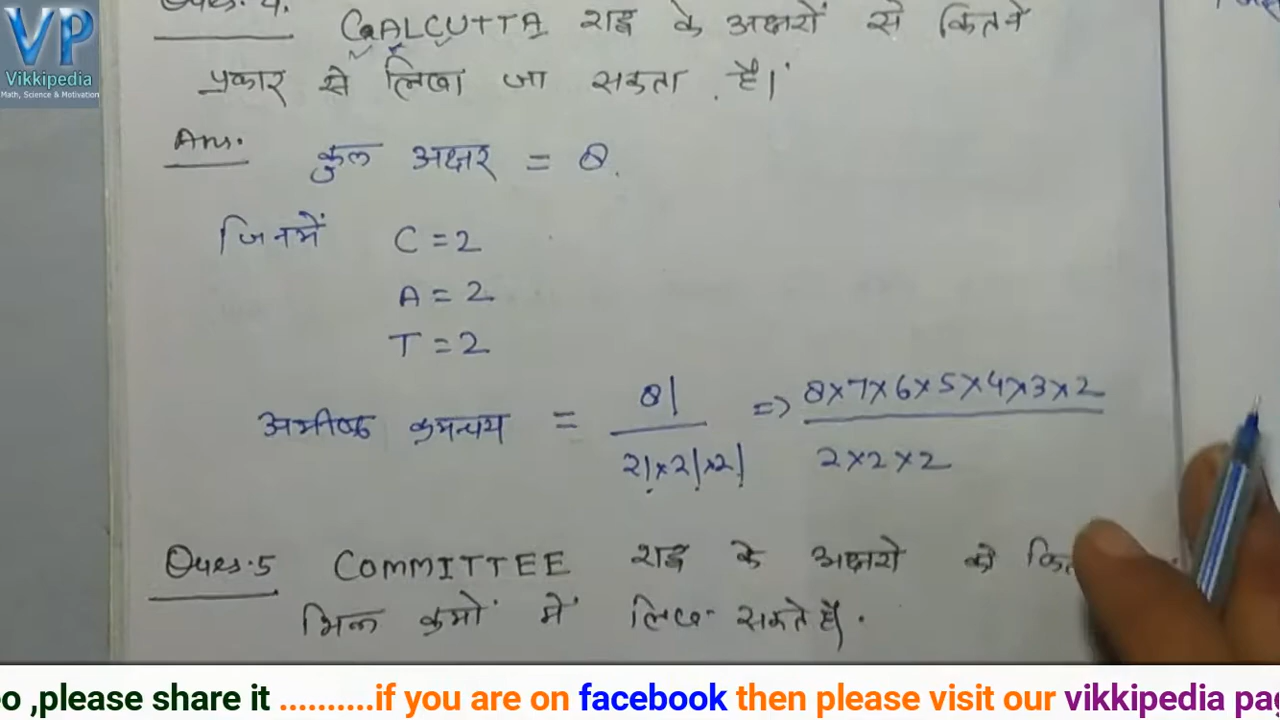 VP
Vikkipedia
Math, Science & Motivation
Ques. 4. CALCUTTA शब्द के अक्षरों से कितने
प्रकार से लिखा जा सकता है।
Ans. कुल अक्षर = 8.
जिनमें C = 2
A = 2
T = 2
अभीष्ट क्रमचय = 8! / 2! × 2! × 2! => 8×7×6×5×4×3×2 / 2×2×2
Ques. 5 COMMITTEE शब्द के अक्षरो को
भिन्न क्रमों में लिख सकते है।
o ,please share it ..........if you are on facebook then please visit our vikkipedia pag